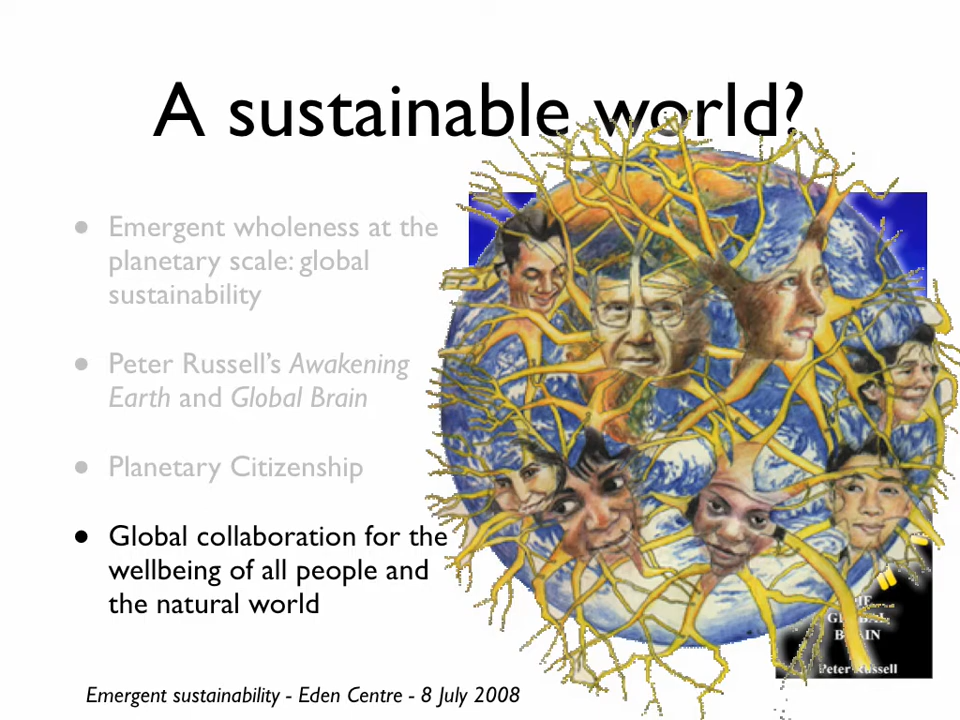 A sustainable world?
• Emergent wholeness at the
planetary scale: global
sustainability
• Peter Russell's Awakening
Earth and Global Brain
• Planetary Citizenship
• Global collaboration for the
wellbeing of all people and
the natural world
GLOBAL
BRAIN
Peter Russell
Emergent sustainability - Eden Centre - 8 July 2008